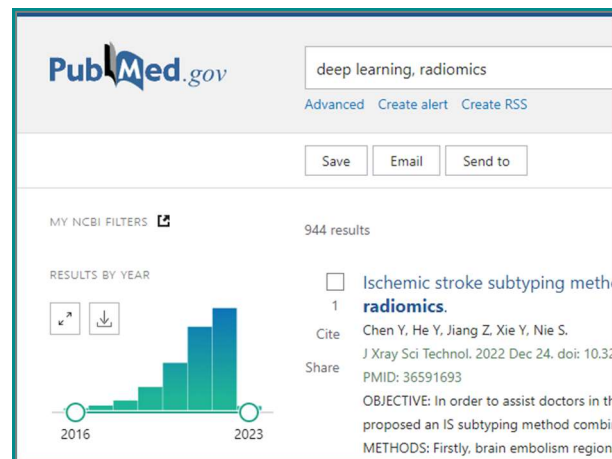 PubMed.gov
deep learning, radiomics
Advanced Create alert Create RSS
Save Email Send to
MY NCBI FILTERS
944 results
RESULTS BY YEAR
Ischemic stroke subtyping
1 radiomics.
Cite Chen Y, He Y, Jiang Z, Xie Y, Nie S.
J Xray Sci Technol. 2022 Dec 24. doi: 10.32
Share
PMID: 36591693
OBJECTIVE: In order to assist doctors in
2016 2023
proposed an IS subtyping method
METHODS: Firstly, brain embolism region